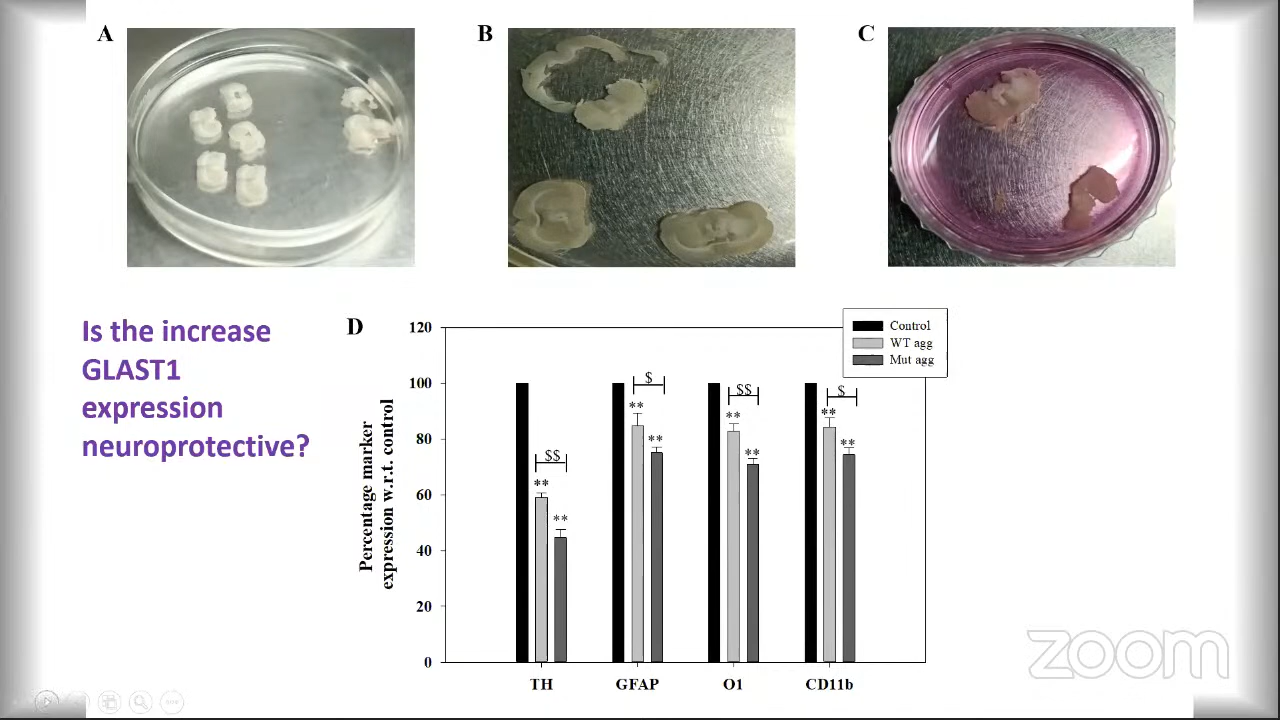 A
B
C
Is the increase
GLAST1
expression
neuroprotective?
D
Percentage marker
expression w.r.t. control
120
100
80
60
40
20
0
Control
WT agg
Mut agg
$$
**
**
$
**
**
$$
**
**
$
**
**
TH
GFAP
O1
CD11b
zoom